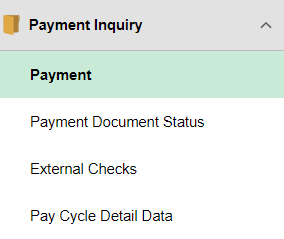 Payment Inquiry
Payment
Payment Document Status
External Checks
Pay Cycle Detail Data